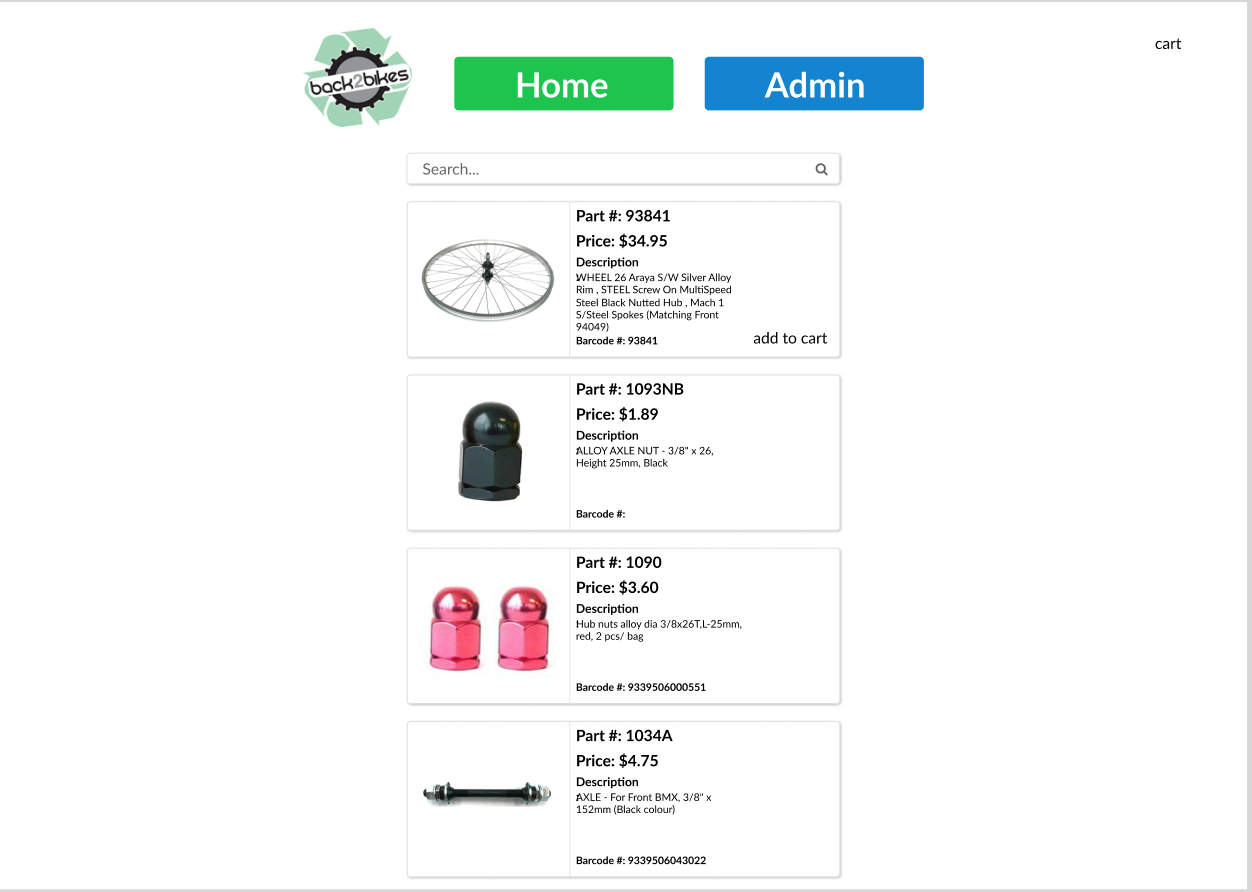 cart
back2bikes
Home
Admin
Search...
Part #: 93841
Price: $34.95
Description
WHEEL 26 Araya S/W Silver Alloy
Rim , STEEL Screw On MultiSpeed
Steel Black Nutted Hub , Mach 1
S/Steel Spokes (Matching Front
94049)
Barcode #: 93841
add to cart
Part #: 1093NB
Price: $1.89
Description
ALLOY AXLE NUT - 3/8" x 26,
Height 25mm, Black
Barcode #:
Part #: 1090
Price: $3.60
Description
Hub nuts alloy dia 3/8x26T,L-25mm,
red, 2 pcs/ bag
Barcode #: 9339506000551
Part #: 1034A
Price: $4.75
Description
AXLE - For Front BMX, 3/8" x
152mm (Black colour)
Barcode #: 9339506043022